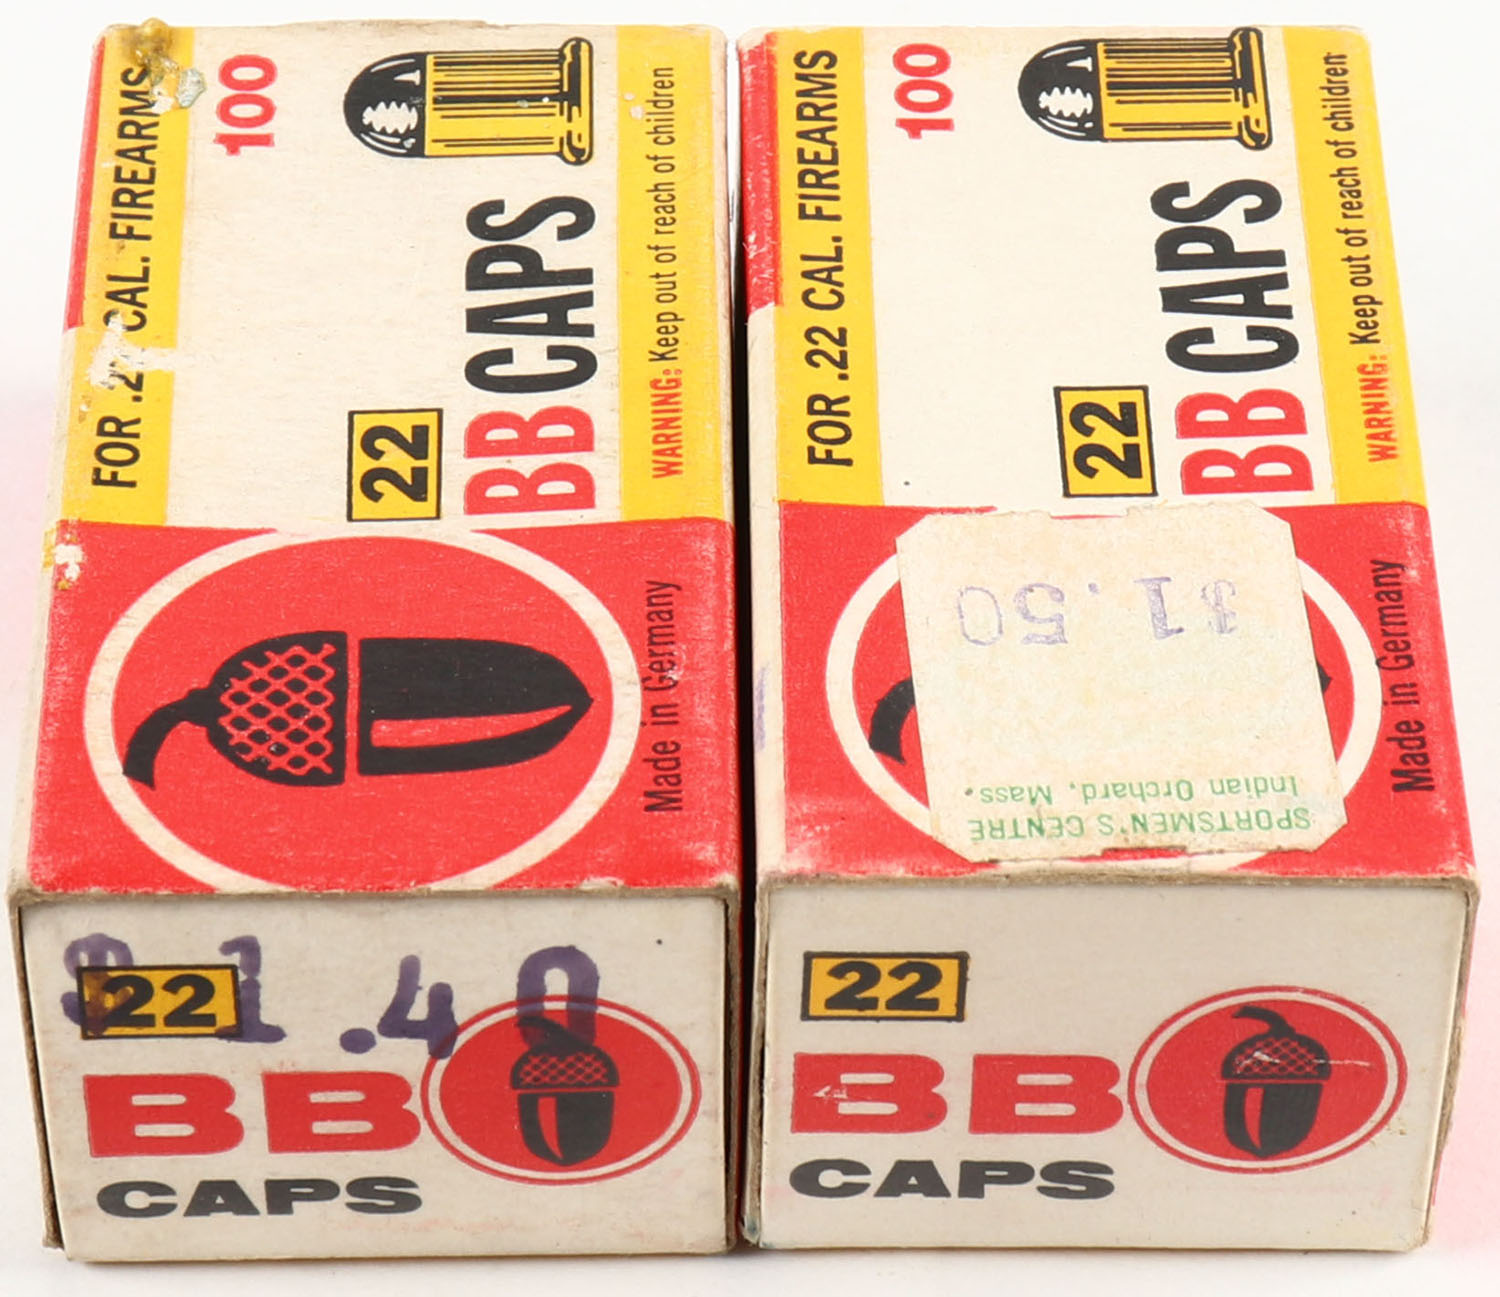 FOR .22 CAL. FIREARMS
100
22
BB CAPS
WARNING: Keep out of reach of children
Made in Germany
$1.40
22
BB
CAPS
FOR .22 CAL. FIREARMS
100
22
BB CAPS
WARNING: Keep out of reach of children
Made in Germany
SPORTSMEN'S CENTRE
Indian Orchard, Mass.
$1.50
22
BB
CAPS